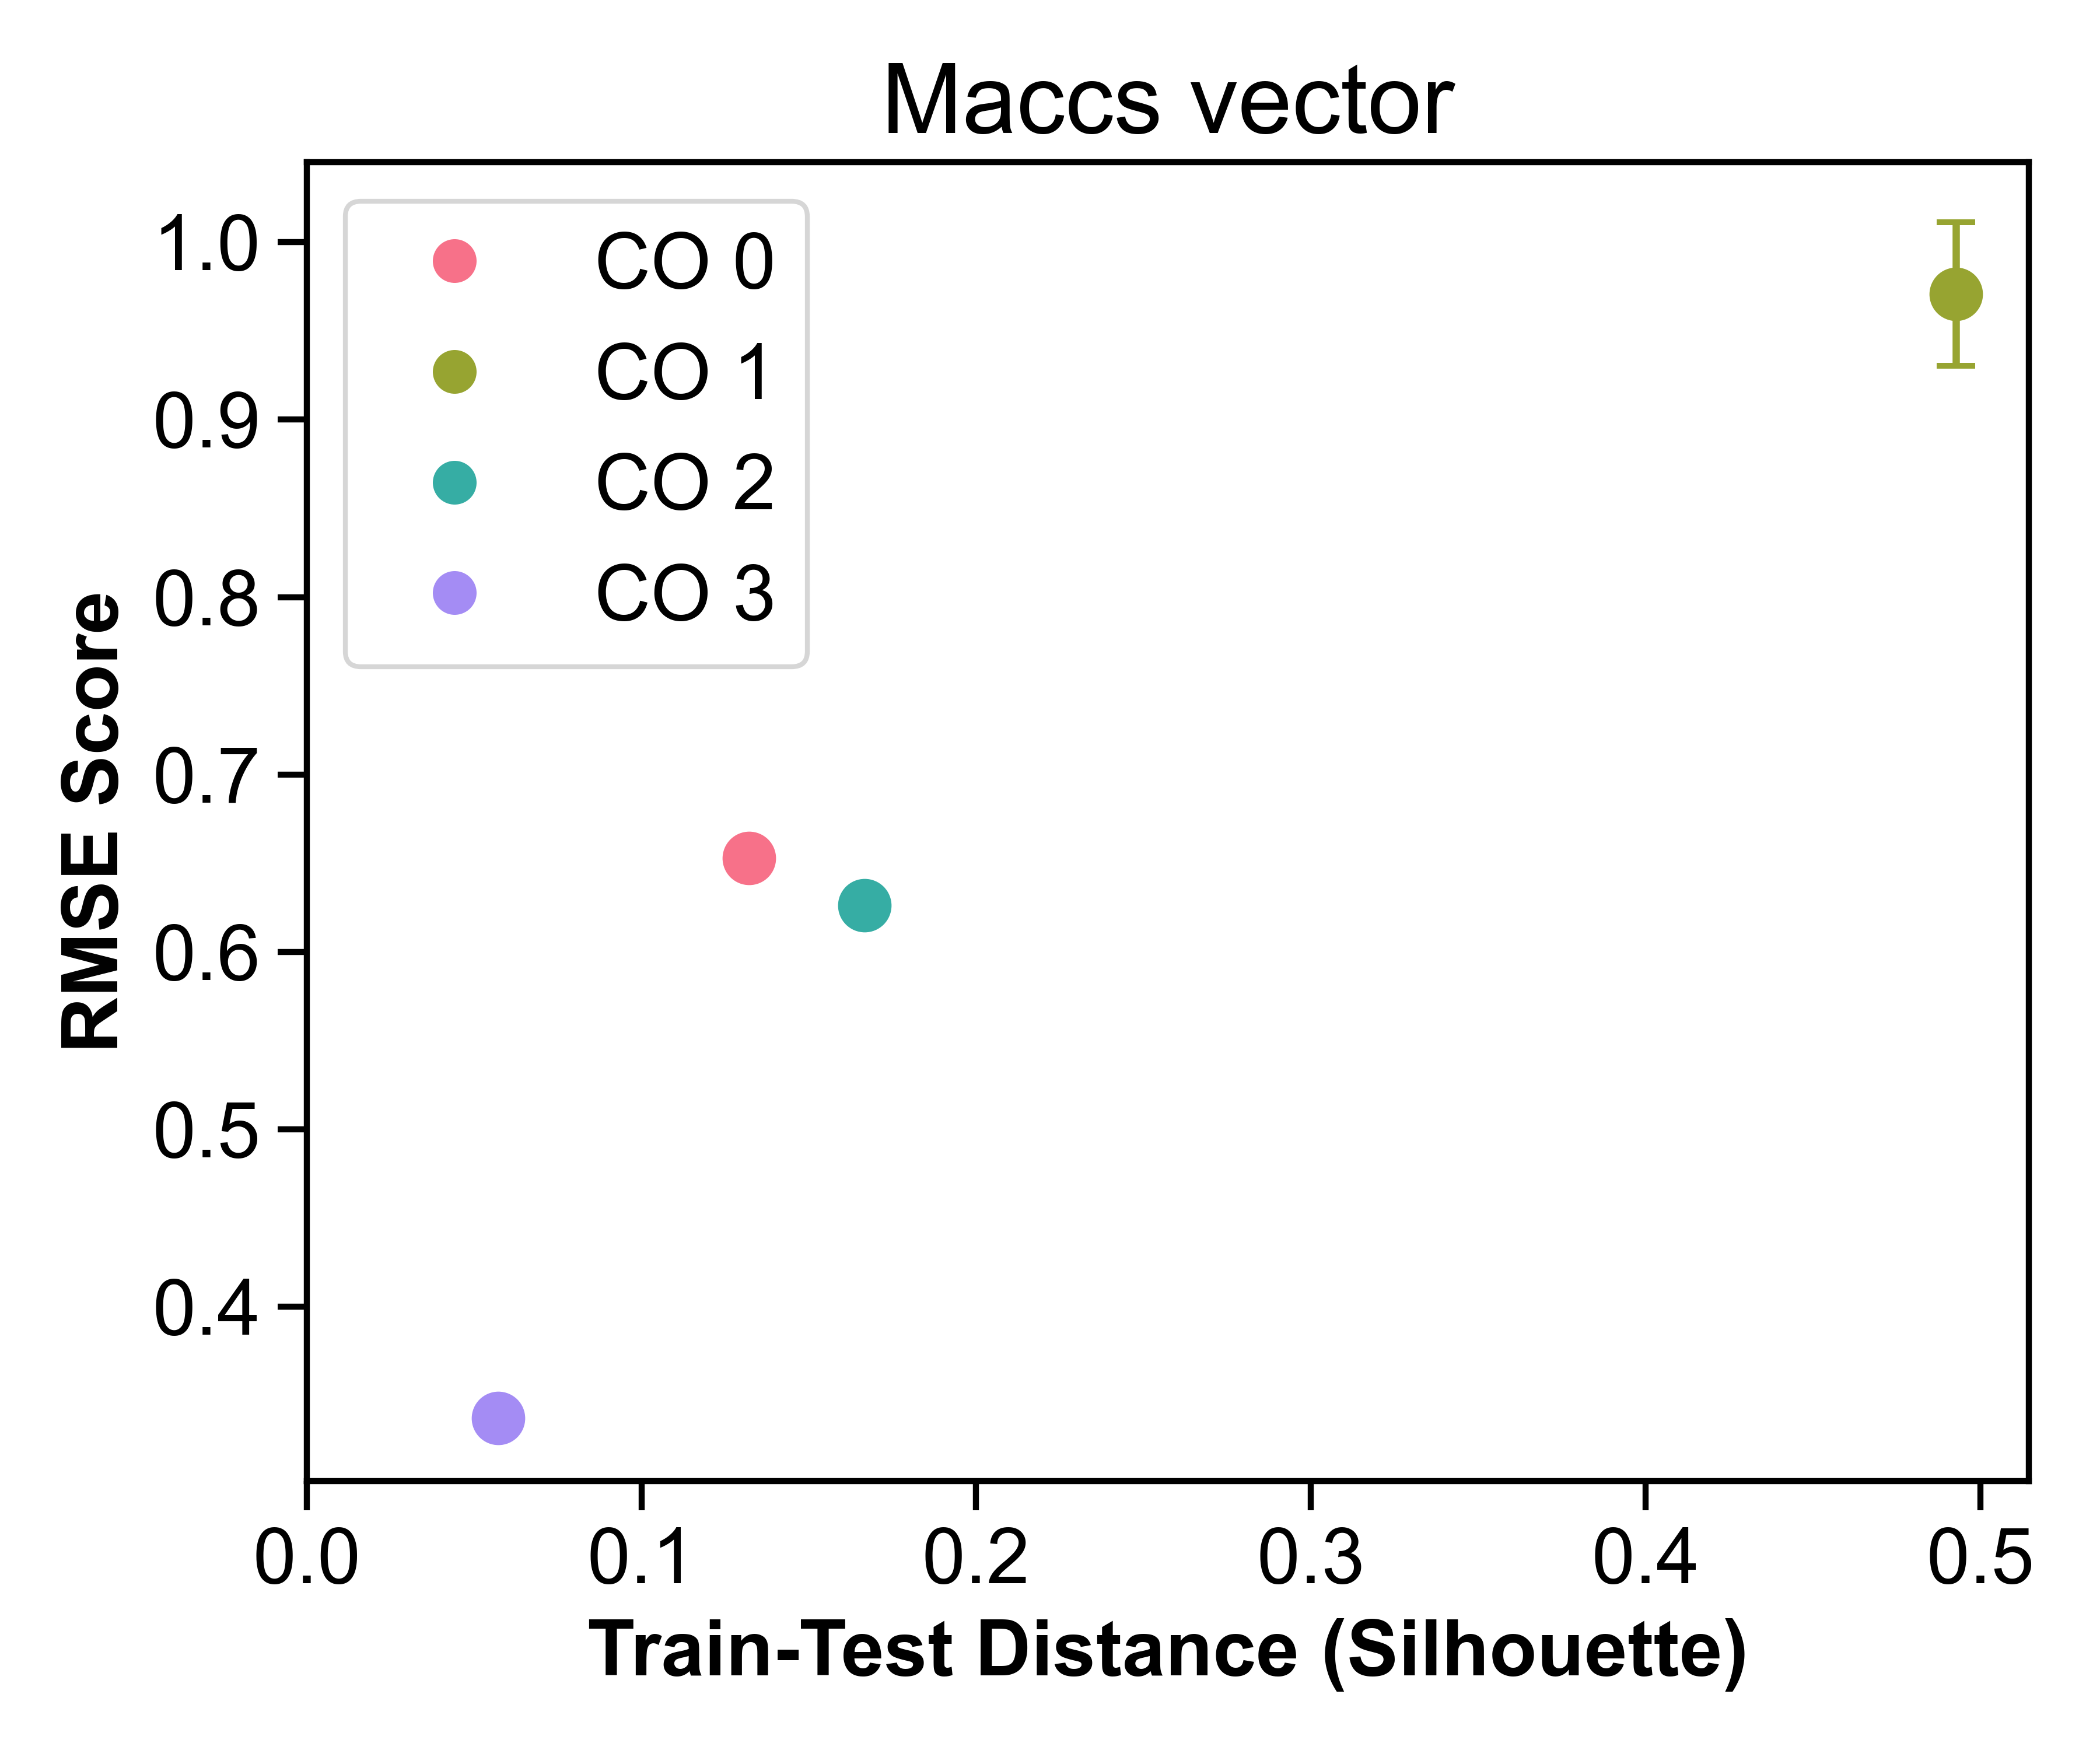 Maccs vector
CO 0
CO 1
CO 2
CO 3
RMSE Score
1.0
0.9
0.8
0.7
0.6
0.5
0.4
0.0 0.1 0.2 0.3 0.4 0.5
Train-Test Distance (Silhouette)